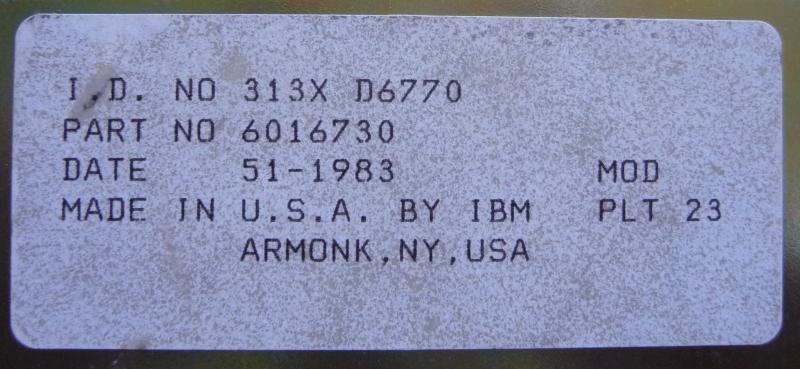 I.D. NO 313X D6770
PART NO 6016730
DATE 51-1983 MOD
MADE IN U.S.A. BY IBM PLT 23
ARMONK,NY,USA